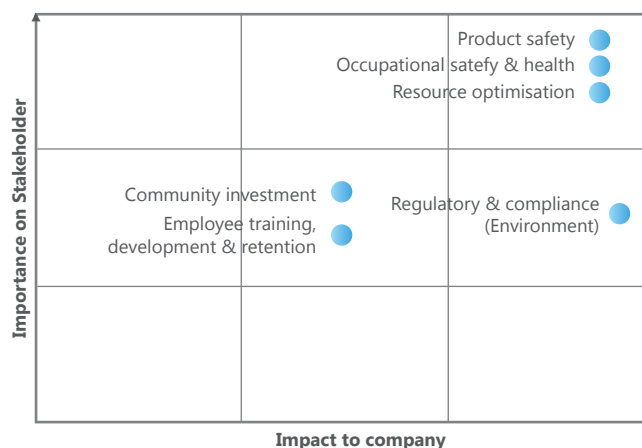 Product safety
Occupational satefy & health
Resource optimisation
Community investment
Employee training,
development & retention
Regulatory & compliance
(Environment)
Importance on Stakeholder
Impact to company